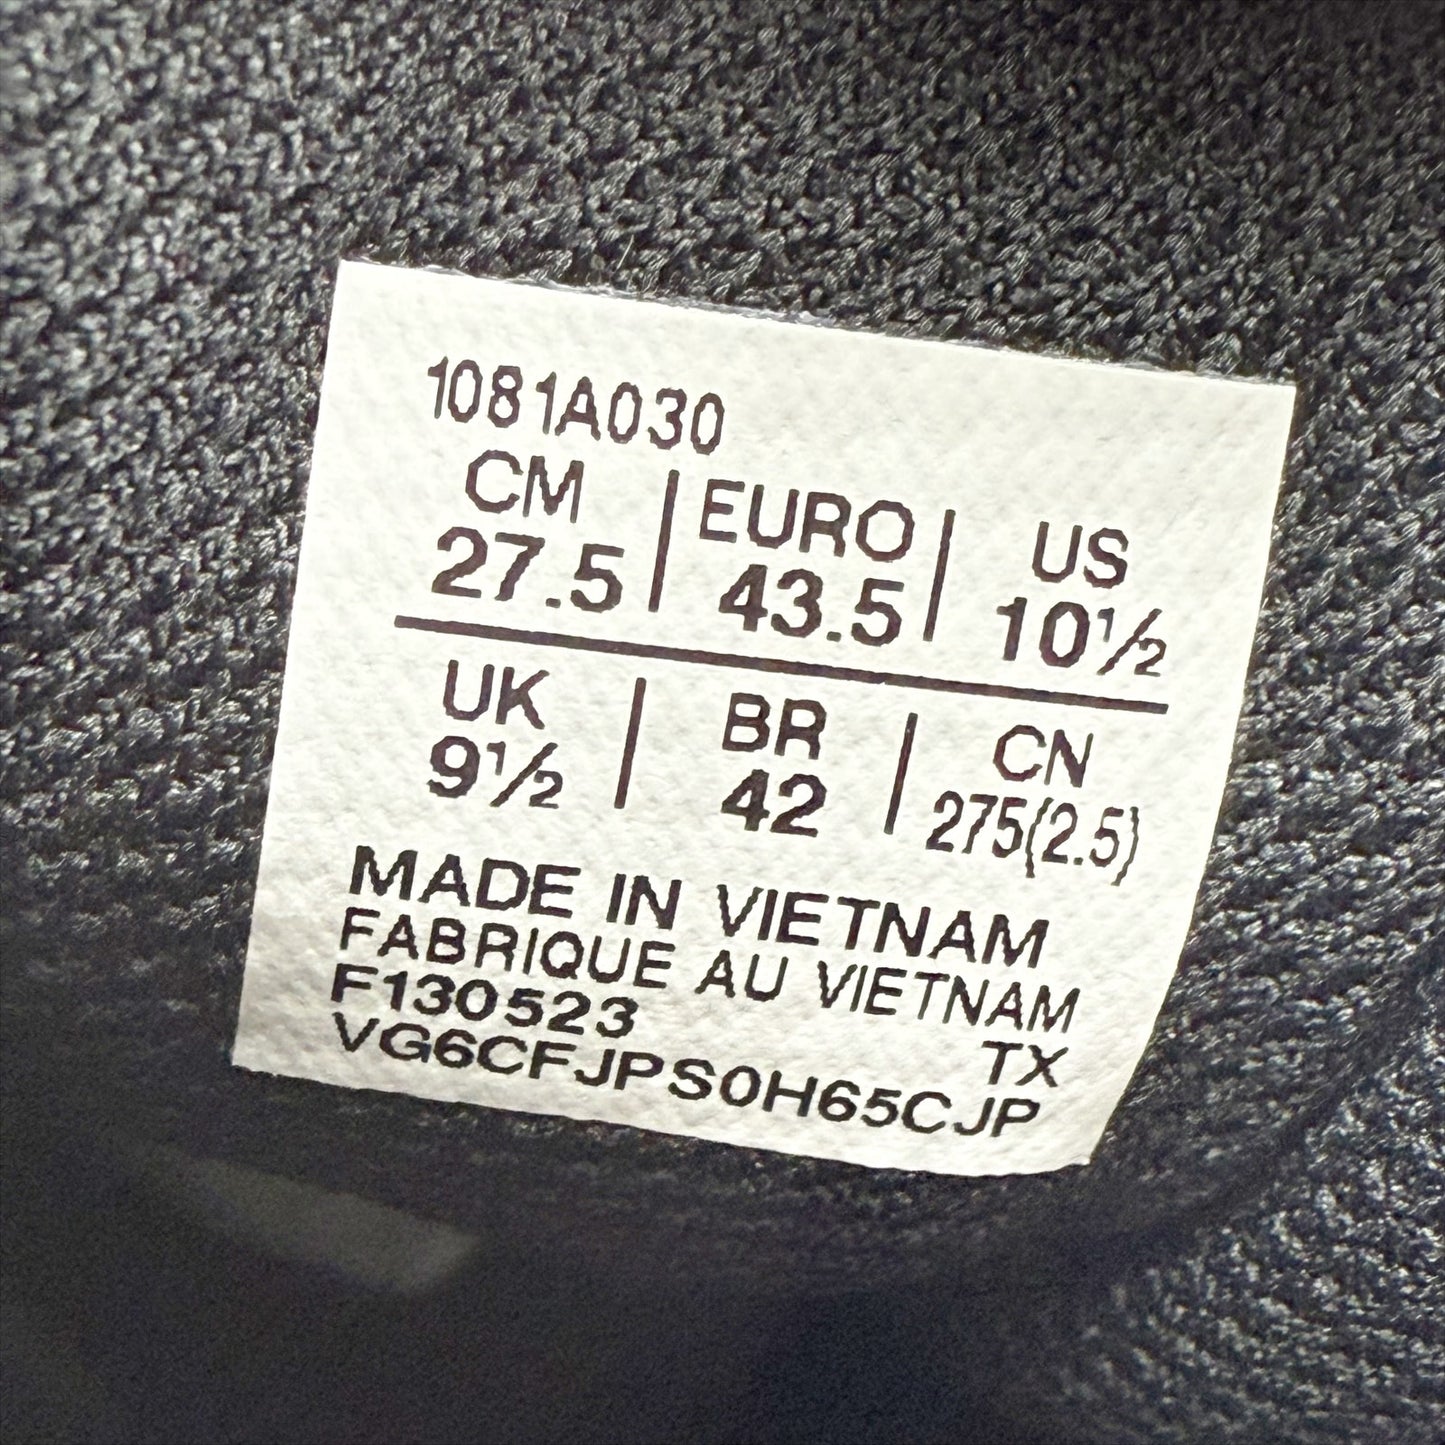 1081A030
CM EURO US
27.5 43.5 10½
UK BR CN
9½ 42 275(2.5)
MADE IN VIETNAM
FABRIQUE AU VIETNAM
F130523 TX
VG6CFJPS0H65CJP